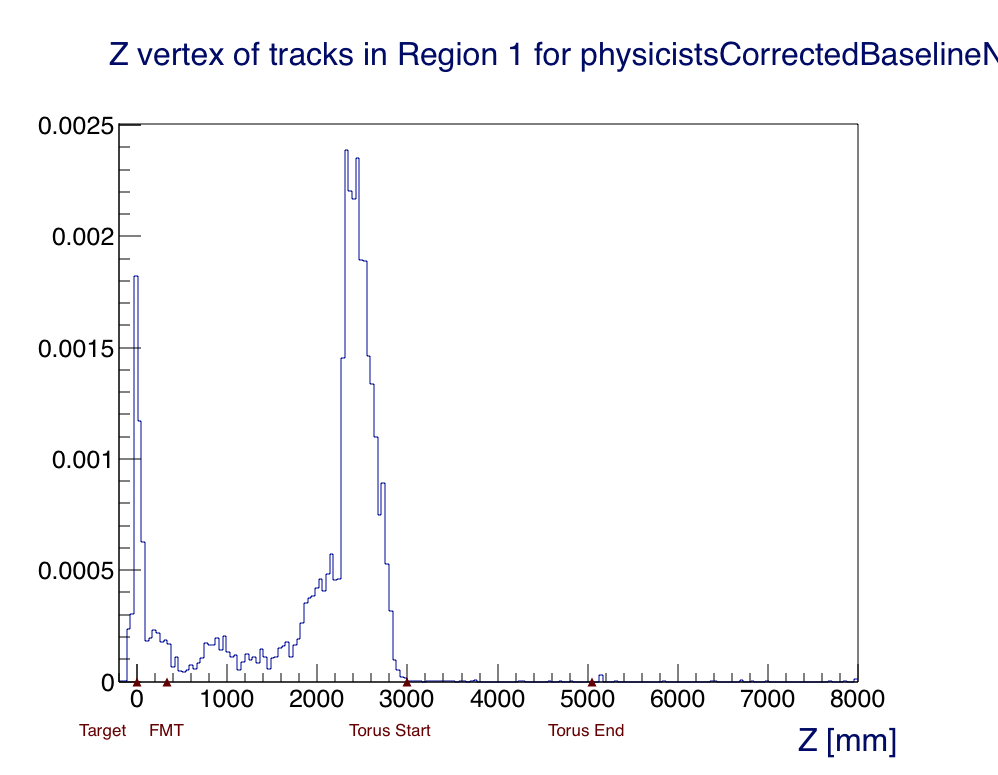 Z vertex of tracks in Region 1 for physicistsCorrectedBaselineN
0.0025
0.002
0.0015
0.001
0.0005
0
0 1000 2000 3000 4000 5000 6000 7000 8000
Target FMT Torus Start Torus End
Z [mm]